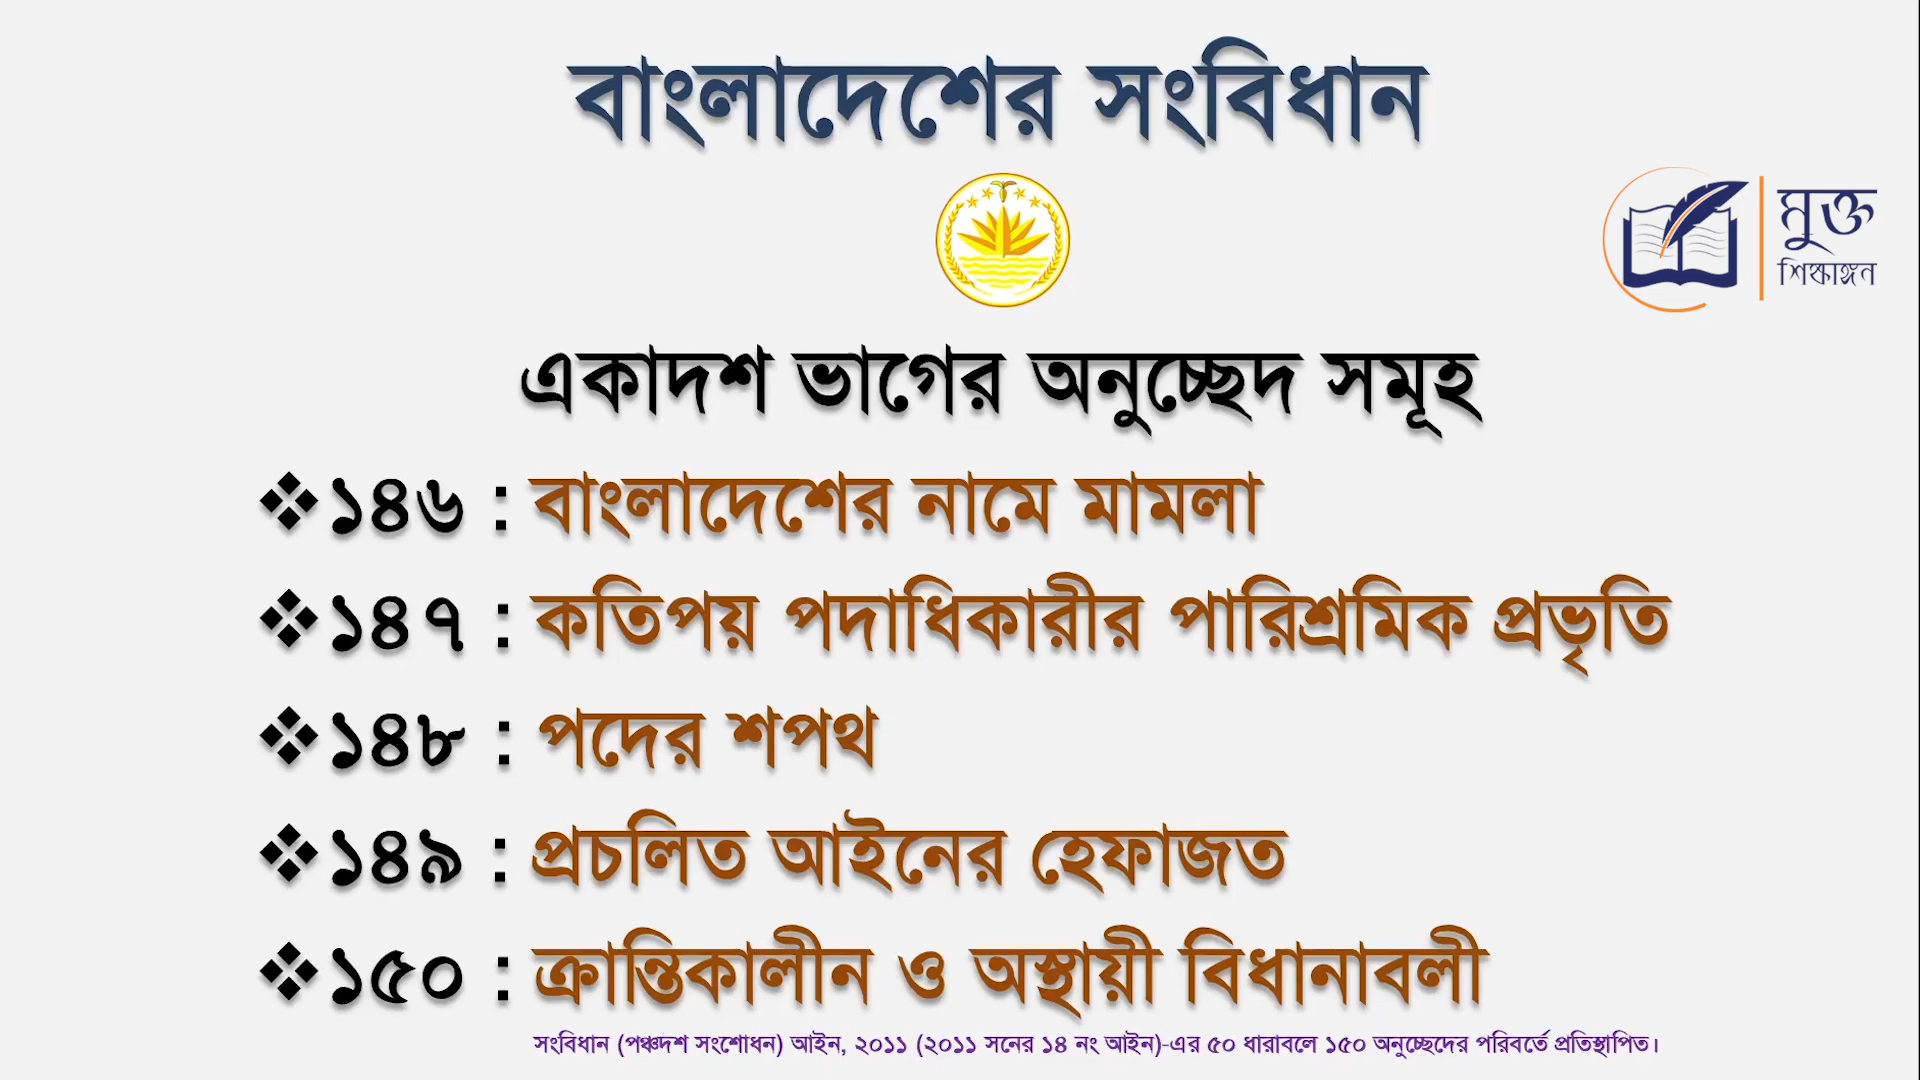 বাংলাদেশের সংবিধান
মুক্ত
শিক্ষাঙ্গন
একাদশ ভাগের অনুচ্ছেদ সমূহ
❖১৪৬ : বাংলাদেশের নামে মামলা
❖১৪৭ : কতিপয় পদাধিকারীর পারিশ্রমিক প্রভৃতি
❖১৪৮ : পদের শপথ
❖১৪৯ : প্রচলিত আইনের হেফাজত
❖১৫০ : ক্রান্তিকালীন ও অস্থায়ী বিধানাবলী
সংবিধান (পঞ্চদশ সংশোধন) আইন, ২০১১ (২০১১ সনের ১৪ নং আইন)-এর ৫০ ধারাবলে ১৫০ অনুচ্ছেদের পরিবর্তে প্রতিস্থাপিত।